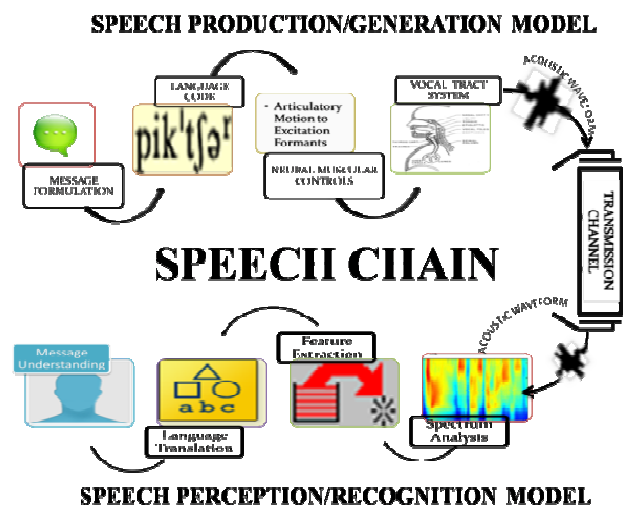 SPEECH PRODUCTION/GENERATION MODEL
LANGUAGE
CODE
VOCAL TRACT
SYSTEM
ACOUSTIC WAVEFORM
pik'tʃəʳ
• Articulatory
Motion to
Excitation
Formants
MESSAGE
FORMULATION
NEURAL MUSCULAR
CONTROLS
TRANSMISSION
CHANNEL
SPEECH CHAIN
ACOUSTIC WAVEFORM
Message
Understanding
Feature
Extraction
a b c
Language
Translation
Spectrum
Analysis
SPEECH PERCEPTION/RECOGNITION MODEL